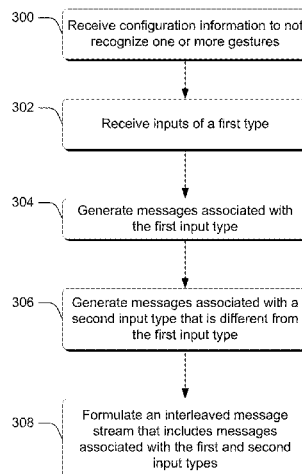 300
Receive configuration information to not
recognize one or more gestures
302
Receive inputs of a first type
304
Generate messages associated with
the first input type
306
Generate messages associated with a
second input type that is different from
the first input type
308
Formulate an interleaved message
stream that includes messages
associated with the first and second
input types